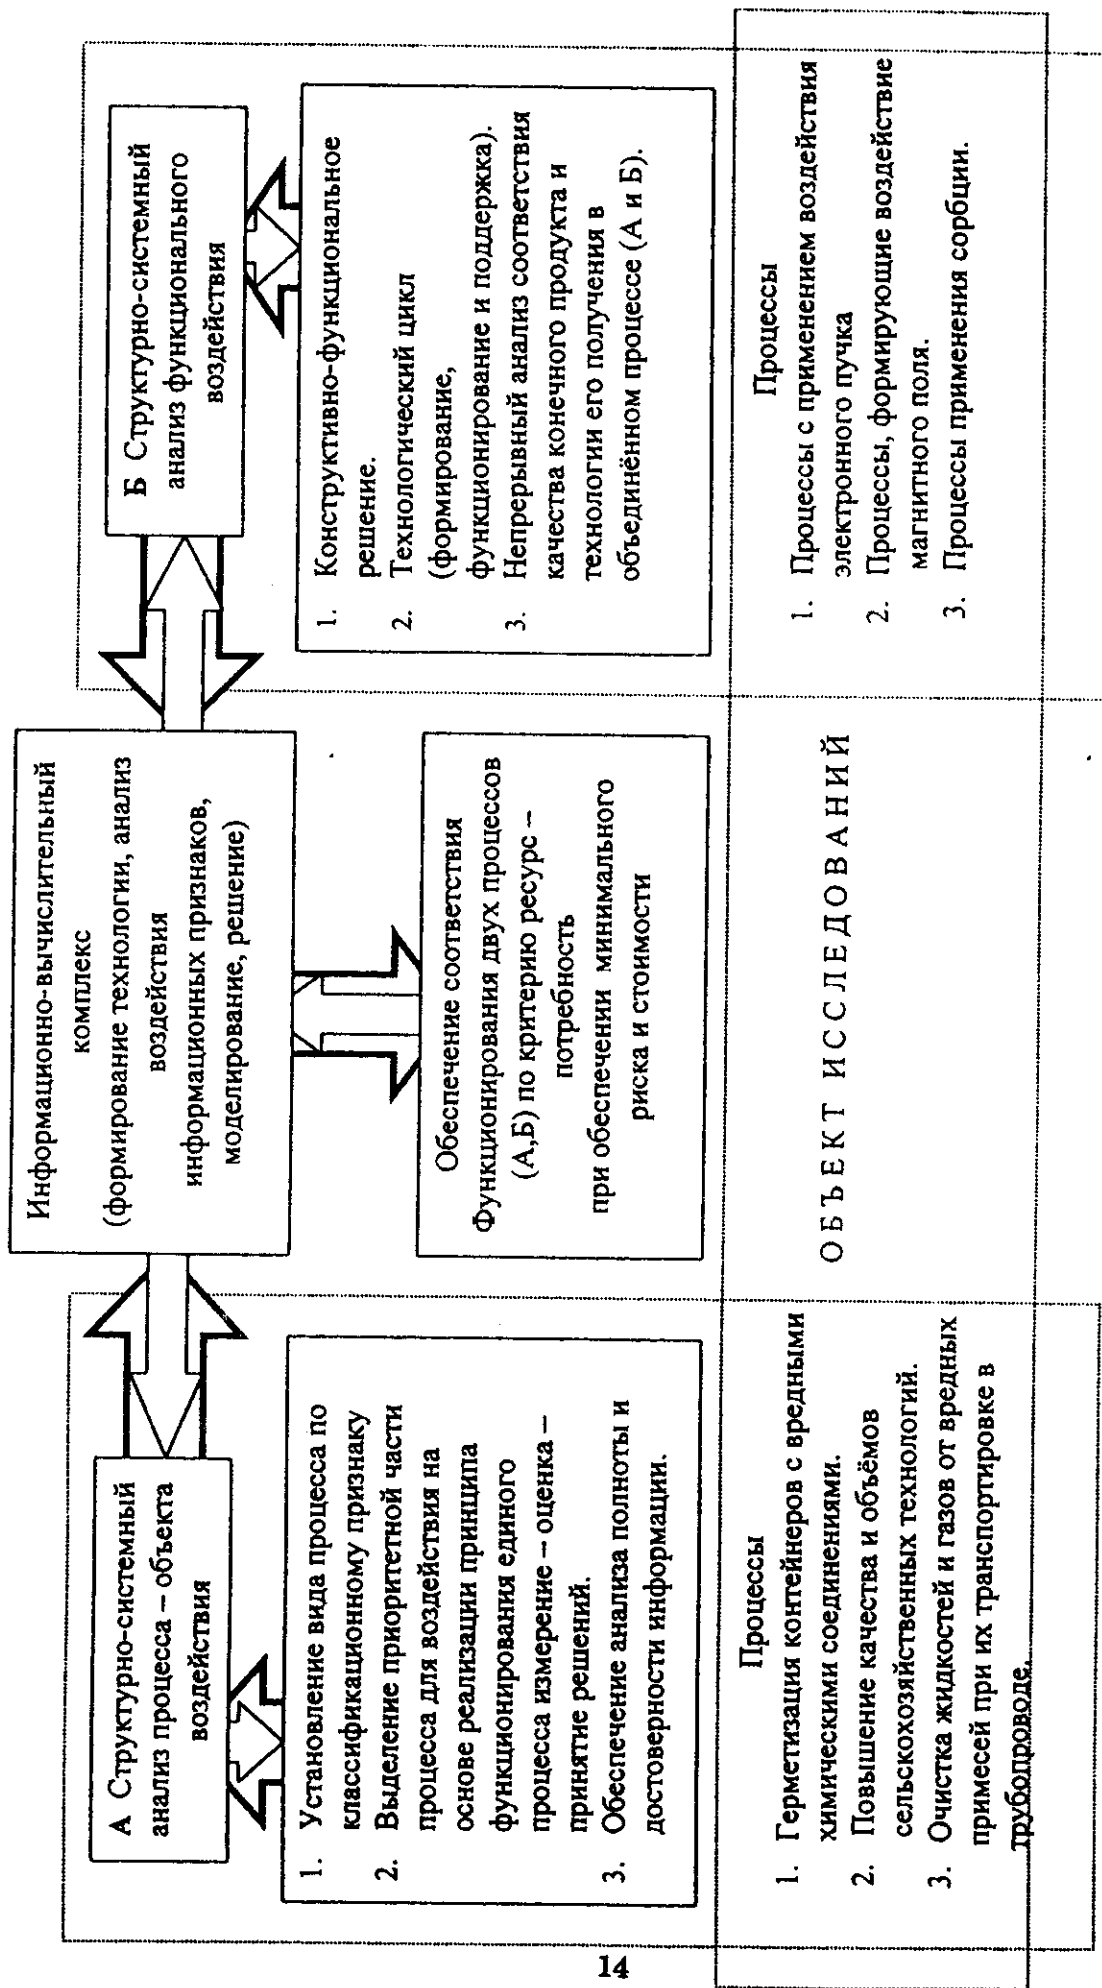 А Структурно-системный
анализ процесса – объекта
воздействия
1. Установление вида процесса по
классификационному признаку
2. Выделение приоритетной части
процесса для воздействия на
основе реализации принципа
функционирования единого
процесса измерение – оценка –
принятие решений.
3. Обеспечение анализа полноты и
достоверности информации.
Процессы
1. Герметизация контейнеров с вредными
химическими соединениями.
2. Повышение качества и объёмов
сельскохозяйственных технологий.
3. Очистка жидкостей и газов от вредных
примесей при их транспортировке в
трубопроводе.
Информационно-вычислительный
комплекс
(формирование технологии, анализ
воздействия
информационных признаков,
моделирование, решение)
Обеспечение соответствия
Функционирования двух процессов
(А,Б) по критерию ресурс –
потребность
при обеспечении минимального
риска и стоимости
ОБЪЕКТ ИССЛЕДОВАНИЙ
Б Структурно-системный
анализ функционального
воздействия
1. Конструктивно-функциональное
решение.
2. Технологический цикл
(формирование,
функционирование и поддержка).
3. Непрерывный анализ соответствия
качества конечного продукта и
технологии его получения в
объединённом процессе (А и Б).
Процессы
1. Процессы с применением воздействия
электронного пучка
2. Процессы, формирующие воздействие
магнитного поля.
3. Процессы применения сорбции.
14